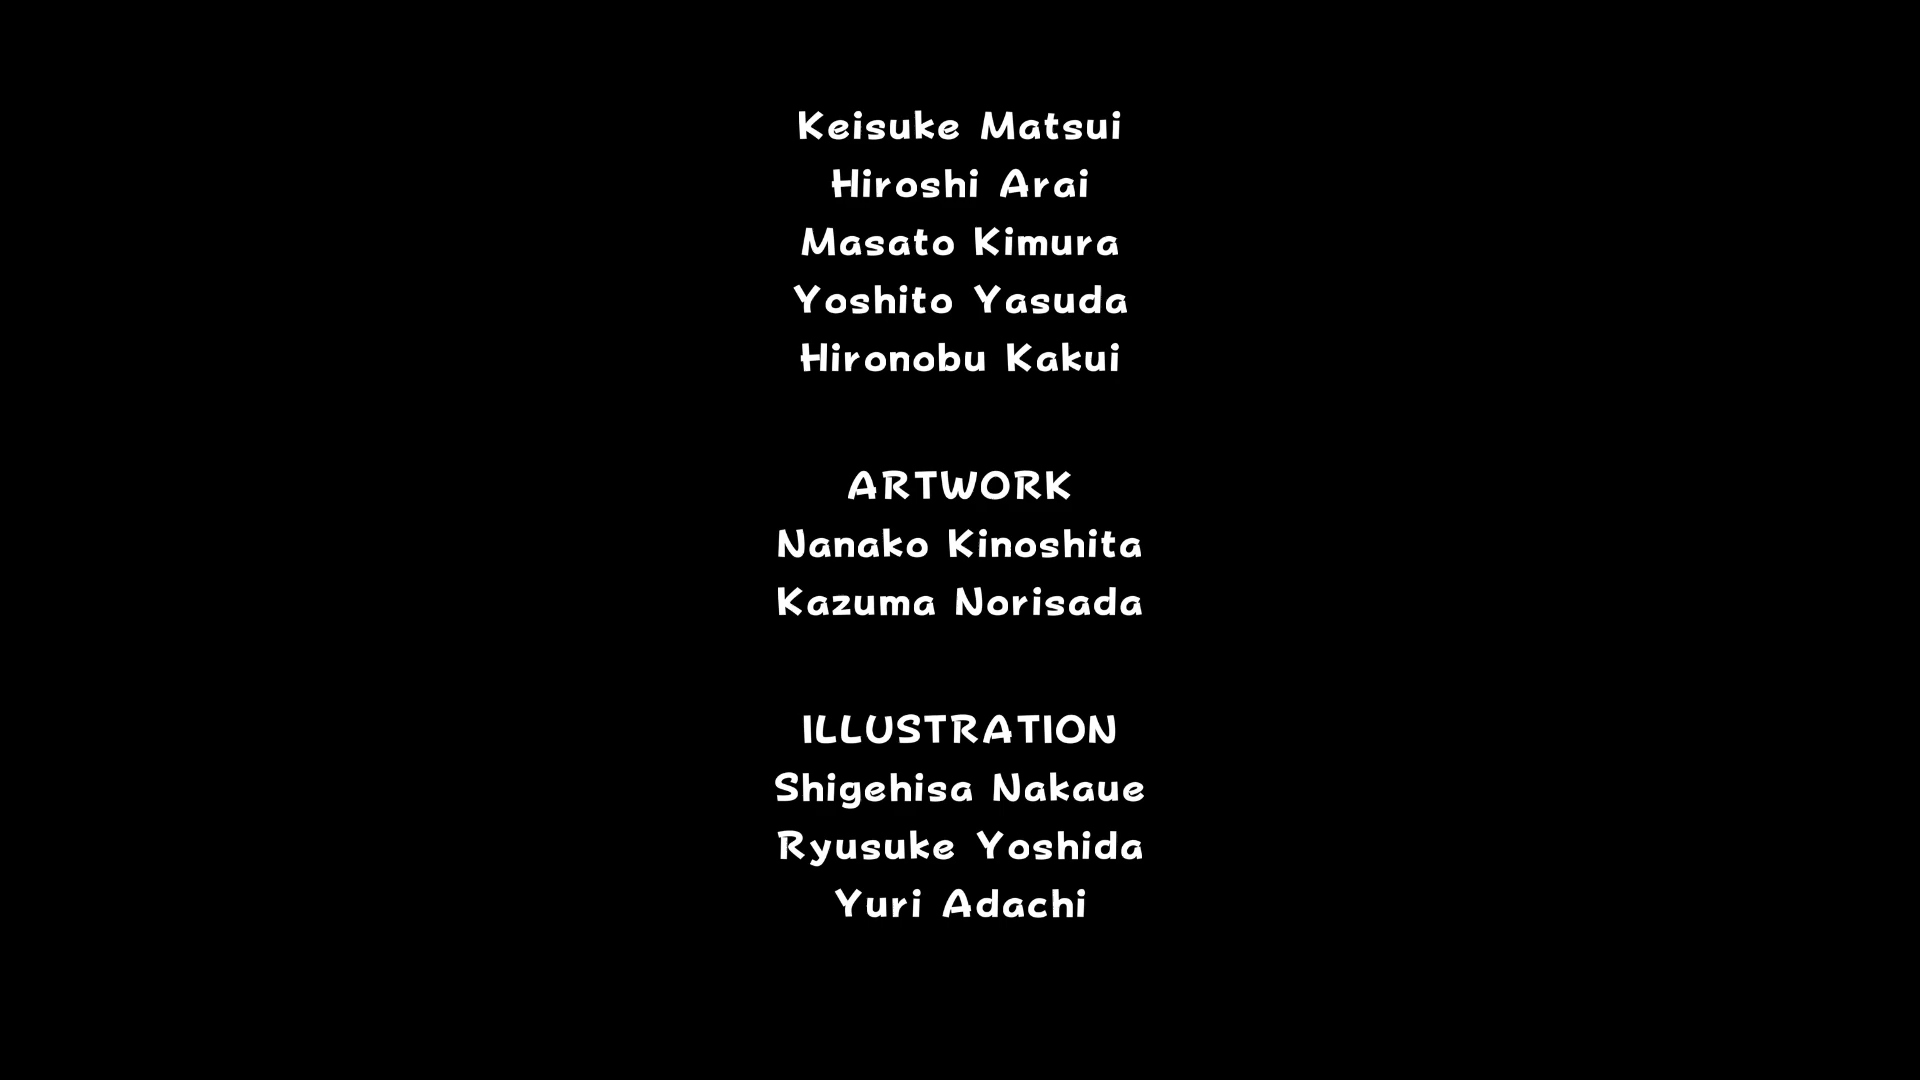 Keisuke Matsui
Hiroshi Arai
Masato Kimura
Yoshito Yasuda
Hironobu Kakui
ARTWORK
Nanako Kinoshita
Kazuma Norisada
ILLUSTRATION
Shigehisa Nakaue
Ryusuke Yoshida
Yuri Adachi